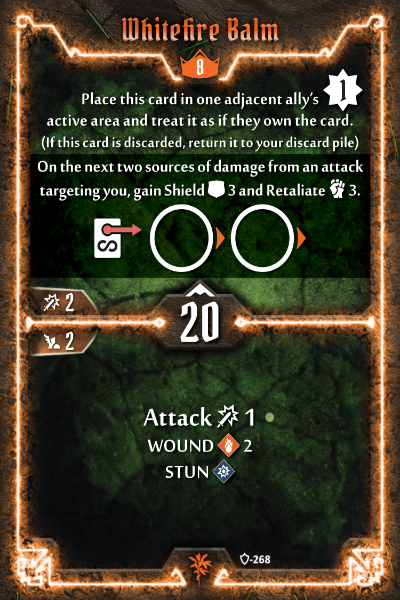 Whitefire Balm
8
1
Place this card in one adjacent ally's
active area and treat it as if they own the card.
(If this card is discarded, return it to your discard pile)
On the next two sources of damage from an attack
targeting you, gain Shield 3 and Retaliate 3.
2
20
2
Attack 1
WOUND 2
STUN
-268